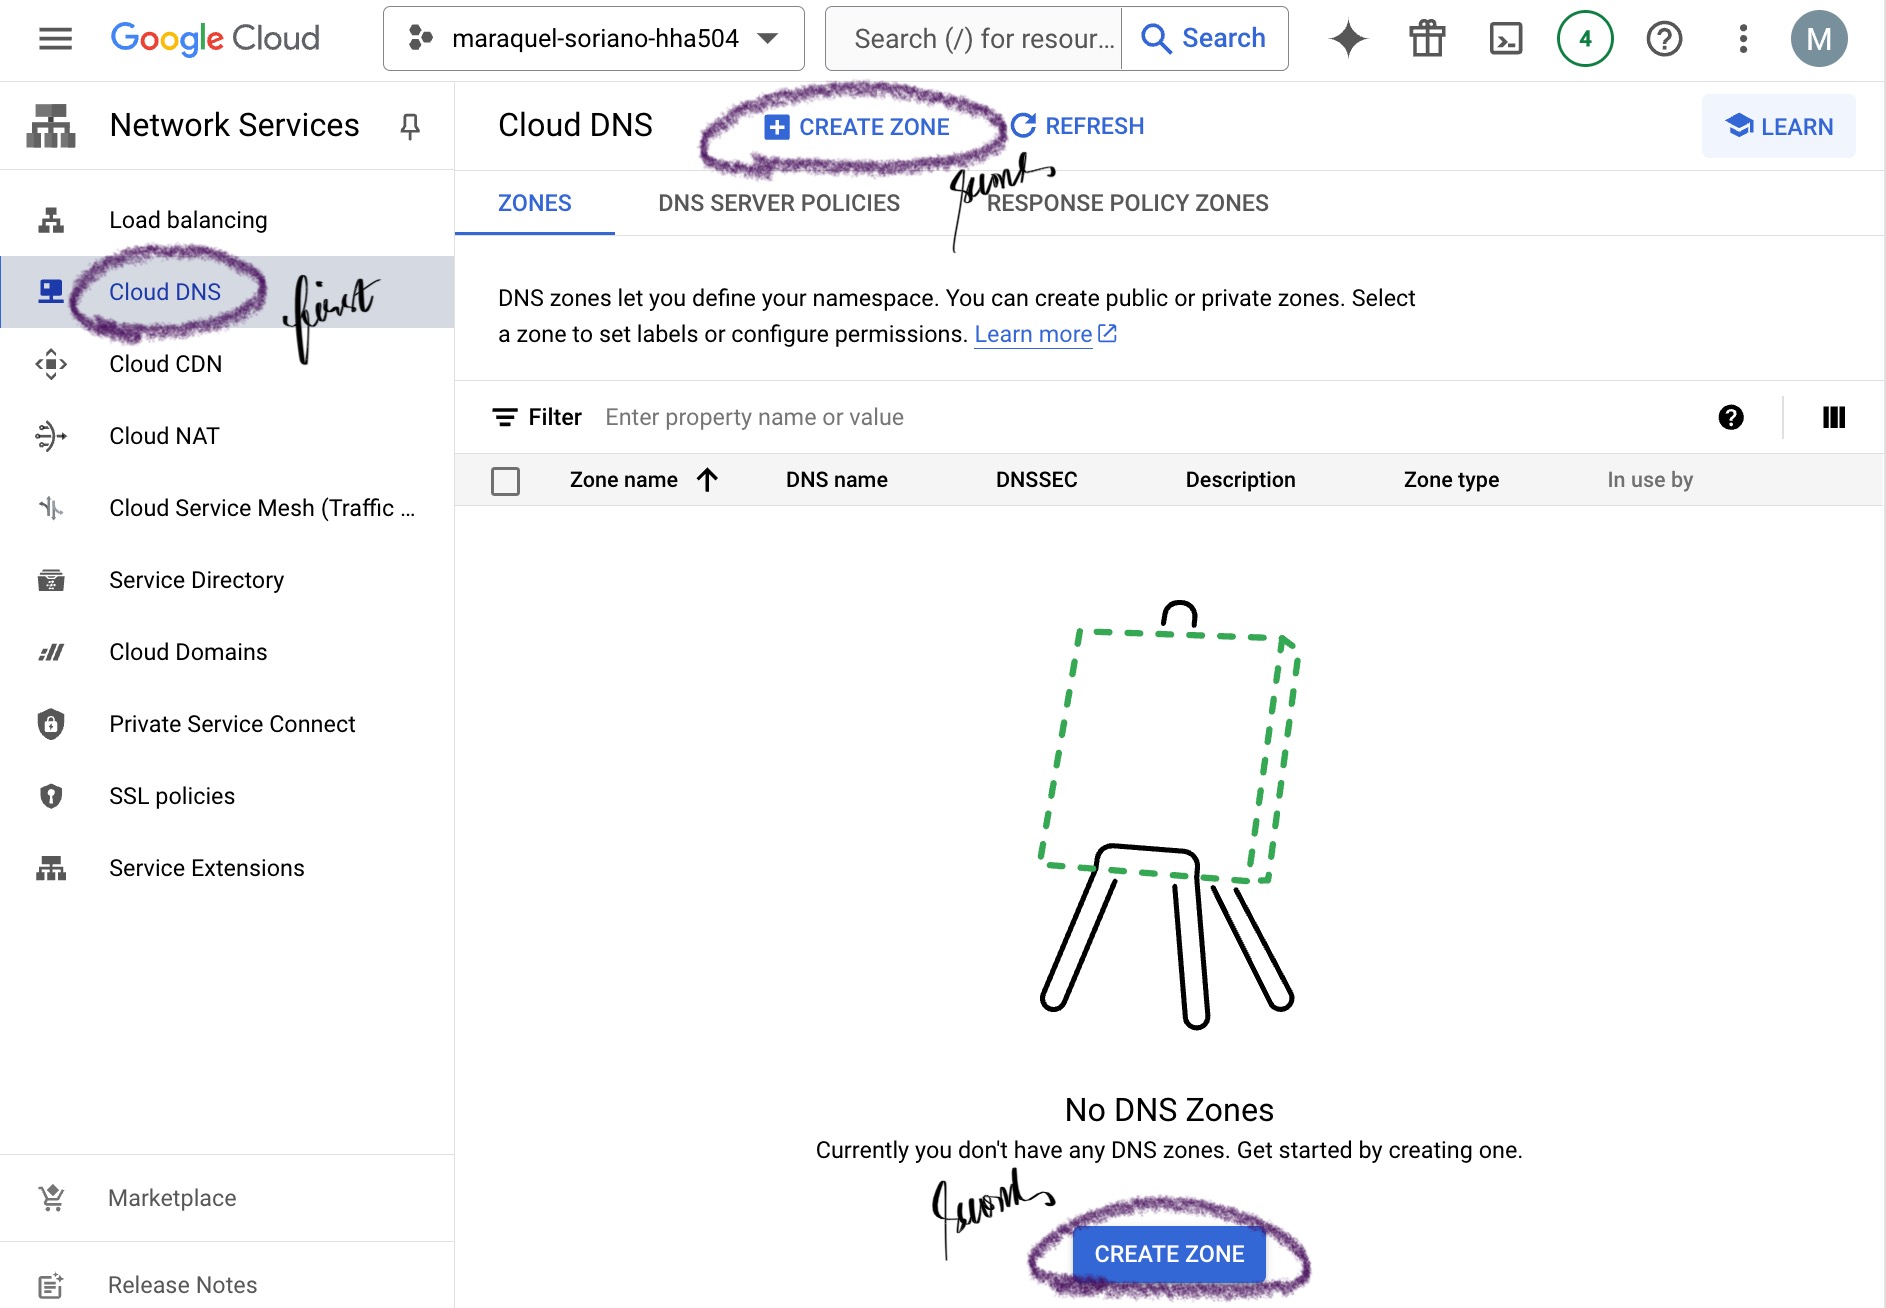 Google Cloud
maraquel-soriano-hha504
Search (/) for resour...
Search
4
M
Network Services
Cloud DNS
CREATE ZONE
REFRESH
LEARN
second
ZONES
DNS SERVER POLICIES
RESPONSE POLICY ZONES
Load balancing
Cloud DNS
first
Cloud CDN
Cloud NAT
Cloud Service Mesh (Traffic ...
Service Directory
Cloud Domains
Private Service Connect
SSL policies
Service Extensions
Marketplace
Release Notes
DNS zones let you define your namespace. You can create public or private zones. Select
a zone to set labels or configure permissions. Learn more
Filter Enter property name or value
Zone name DNS name DNSSEC Description Zone type In use by
No DNS Zones
Currently you don't have any DNS zones. Get started by creating one.
second
CREATE ZONE